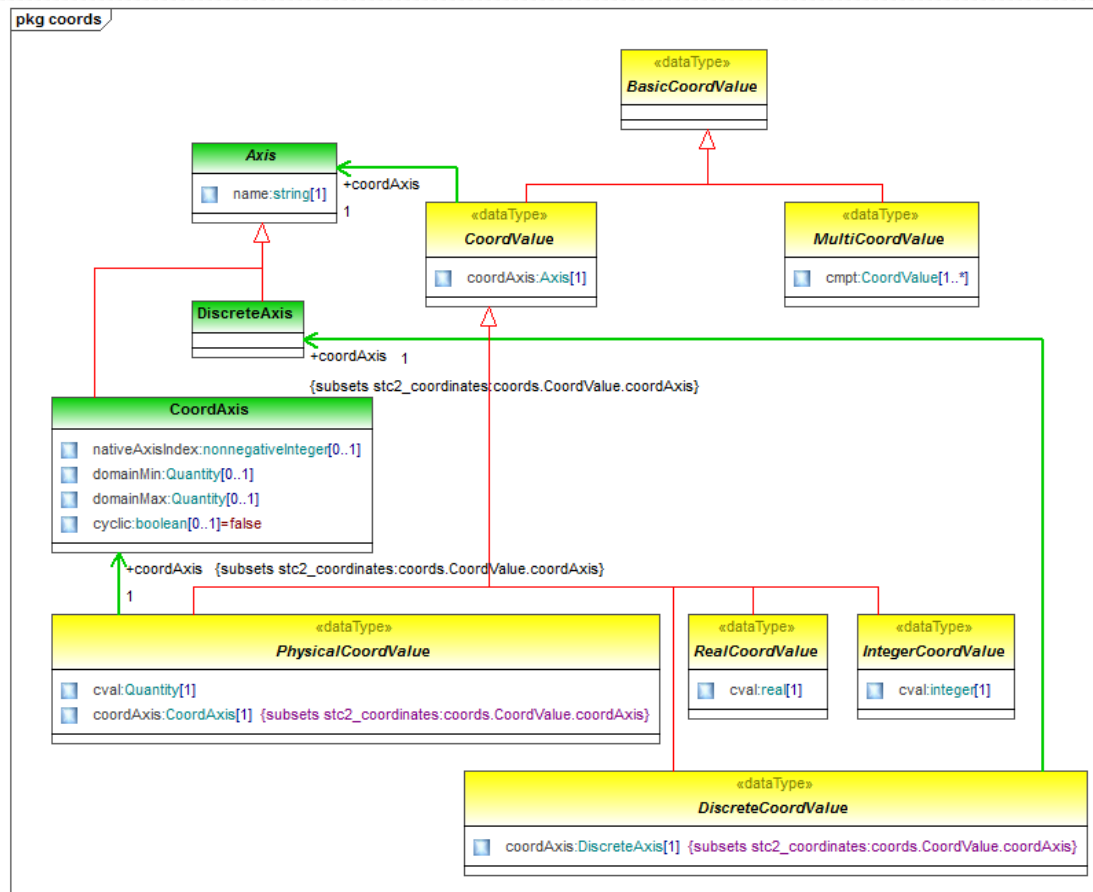 pkg coords
«dataType»
BasicCoordValue
Axis
name:string[1]
+coordAxis
1
«dataType»
CoordValue
coordAxis:Axis[1]
«dataType»
MultiCoordValue
cmpt:CoordValue[1..*]
DiscreteAxis
+coordAxis 1
{subsets stc2_coordinates:coords.CoordValue.coordAxis}
CoordAxis
nativeAxisIndex:nonnegativeInteger[0..1]
domainMin:Quantity[0..1]
domainMax:Quantity[0..1]
cyclic:boolean[0..1]=false
+coordAxis {subsets stc2_coordinates:coords.CoordValue.coordAxis}
1
«dataType»
PhysicalCoordValue
cval:Quantity[1]
coordAxis:CoordAxis[1] {subsets stc2_coordinates:coords.CoordValue.coordAxis}
«dataType»
RealCoordValue
cval:real[1]
«dataType»
IntegerCoordValue
cval:integer[1]
«dataType»
DiscreteCoordValue
coordAxis:DiscreteAxis[1] {subsets stc2_coordinates:coords.CoordValue.coordAxis}